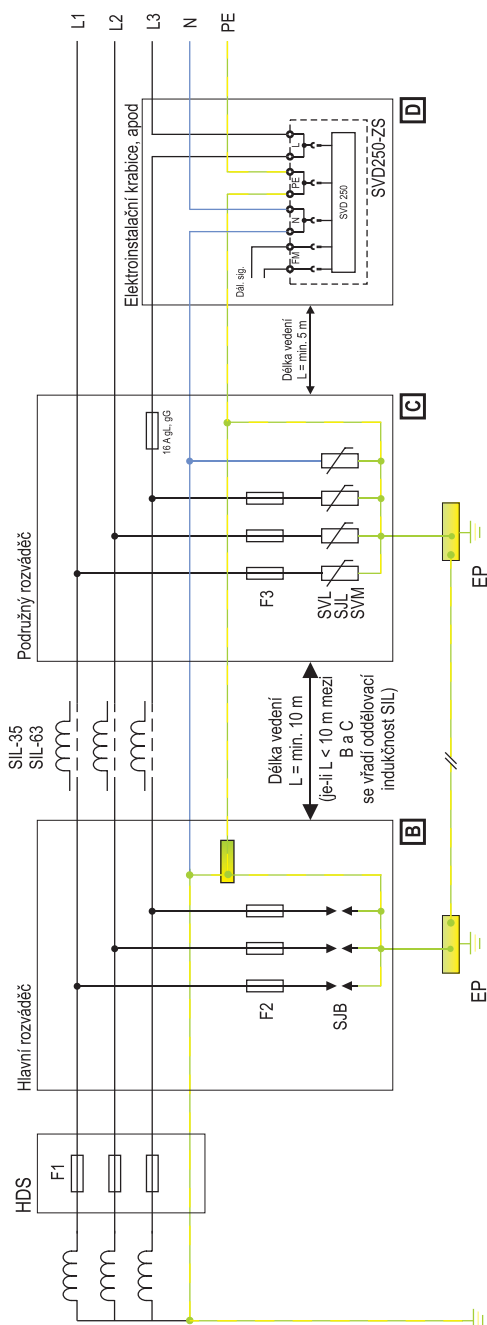 L1
L2
L3
N
PE
HDS
F1
Hlavní rozváděč
F2
SJB
B
EP
SIL-35
SIL-63
Délka vedení
L = min. 10 m
(je-li L < 10 m mezi
B a C
se vřadí oddělovací
indukčnost SIL)
Podružný rozváděč
16 A gL, gG
F3
SVL
SJL
SVM
C
EP
Délka vedení
L = min. 5 m
Elektroinstalační krabice, apod
Dál. sig.
FM
N
PE
L
SVD 250
SVD250-ZS
D